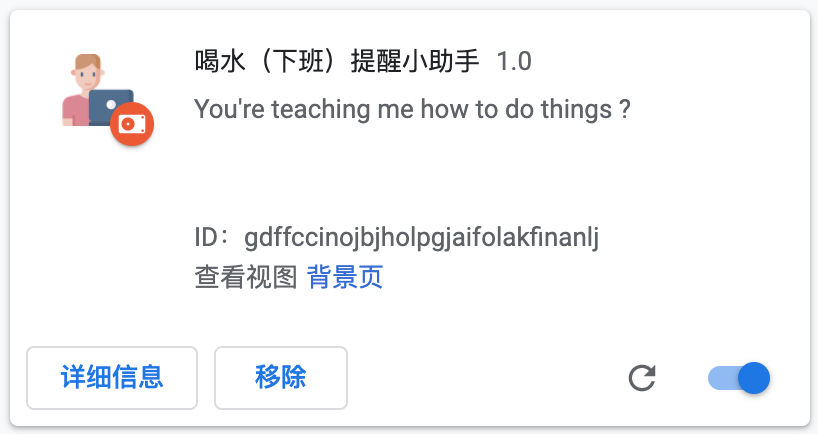 喝水（下班）提醒小助手 1.0
You're teaching me how to do things ?
ID：gdffccinojbjholpgjaifolakfinanlj
查看视图 背景页
详细信息 移除